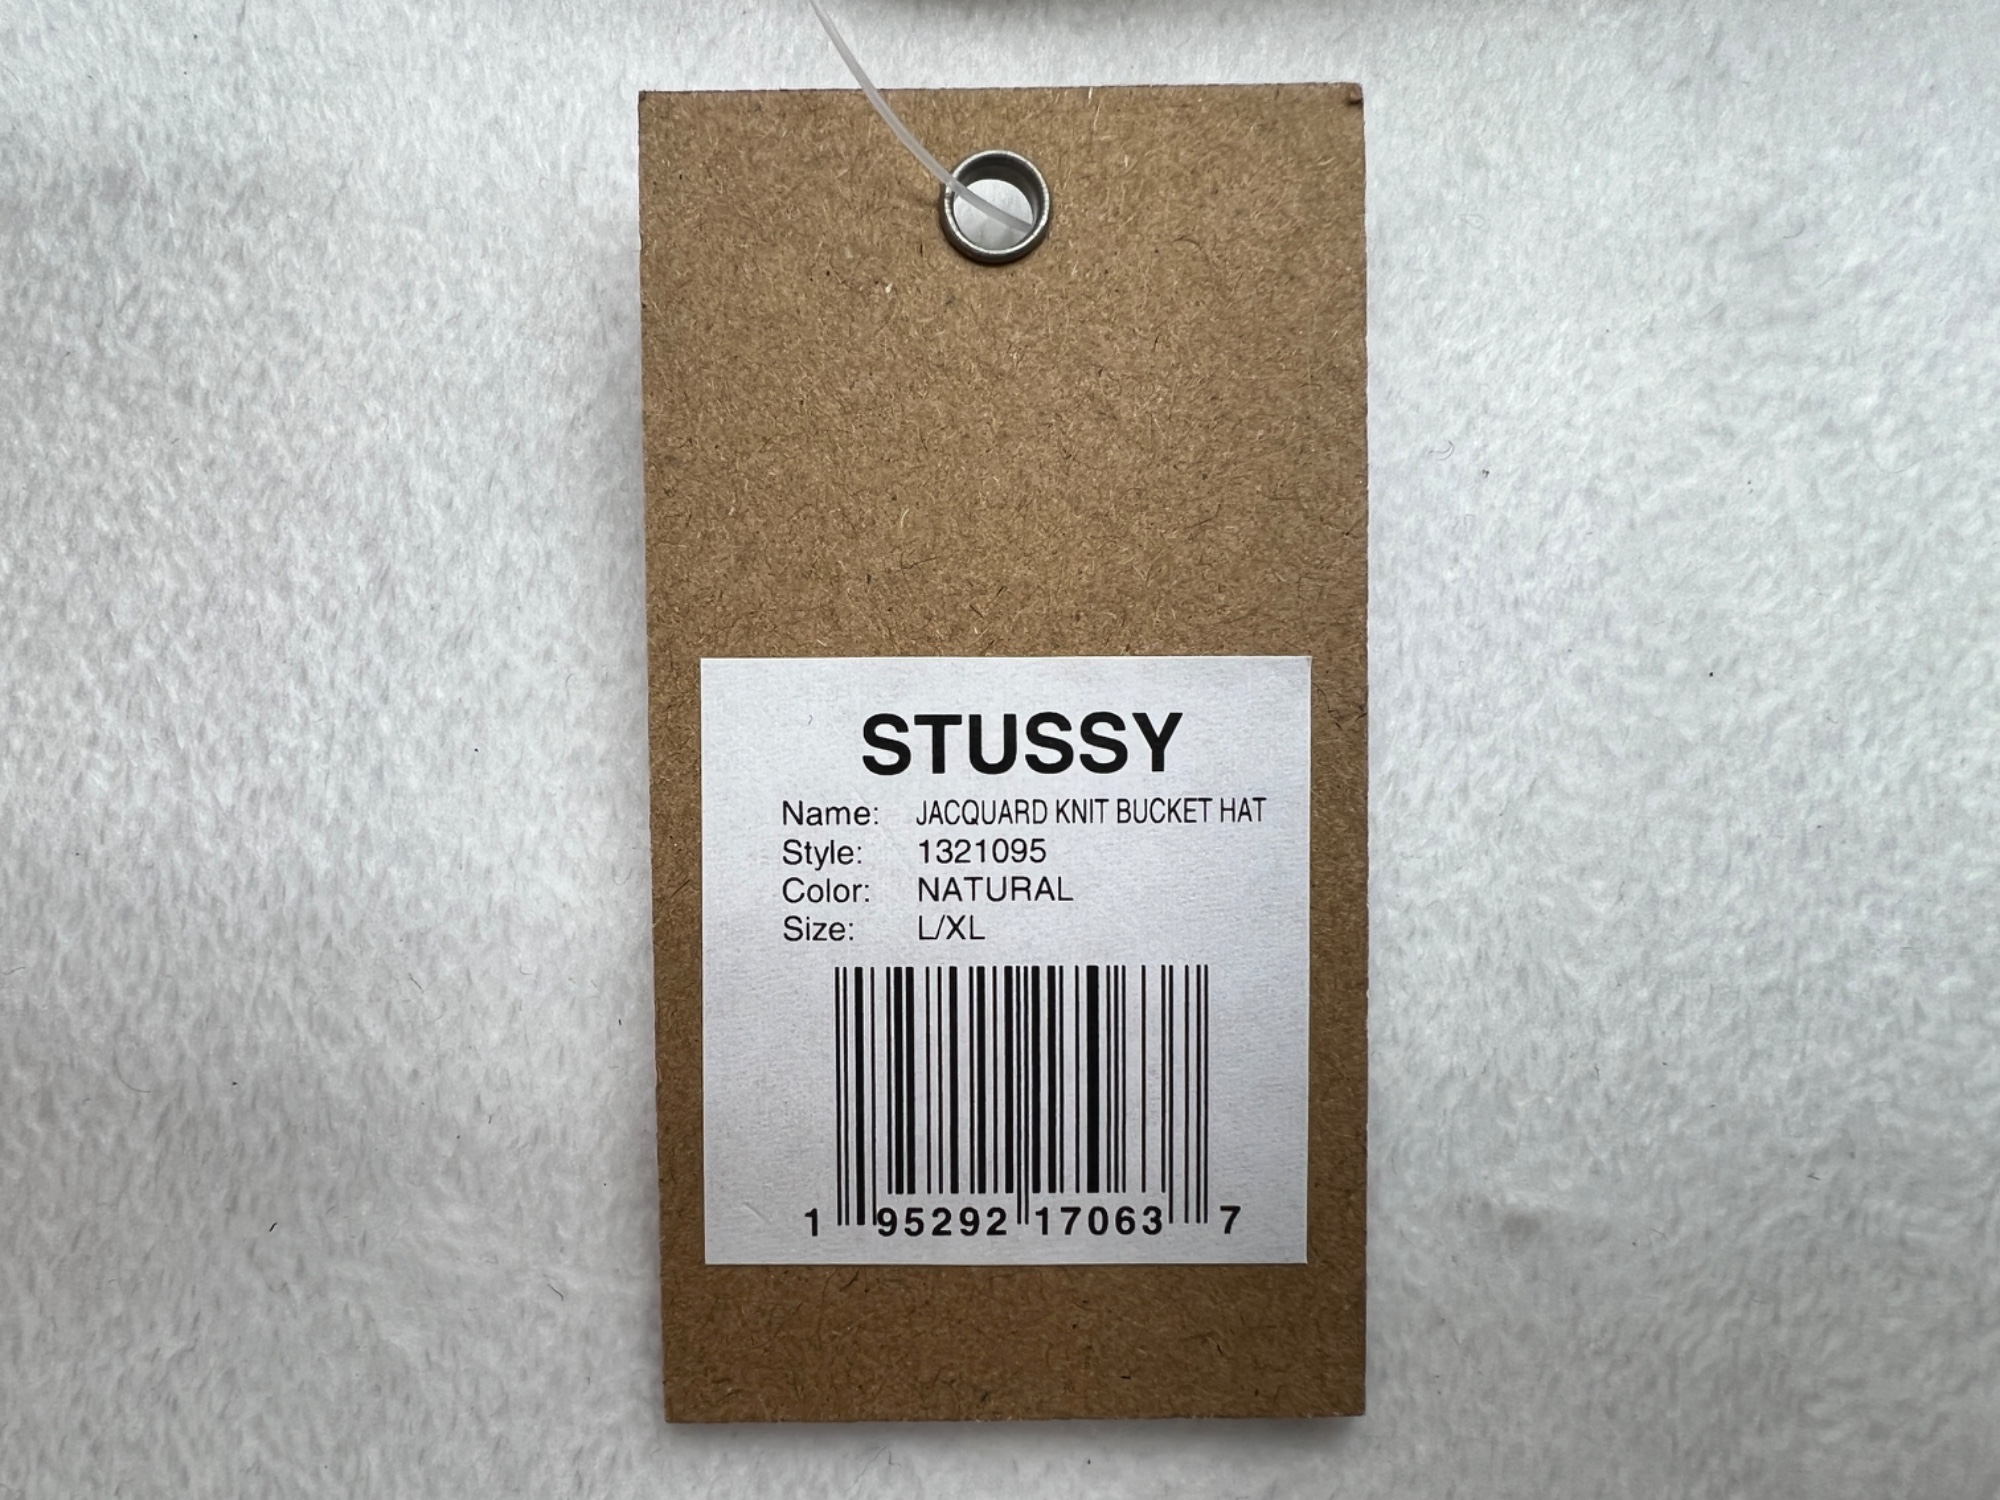 STUSSY
Name: JACQUARD KNIT BUCKET HAT
Style: 1321095
Color: NATURAL
Size: L/XL
1 95292 17063 7